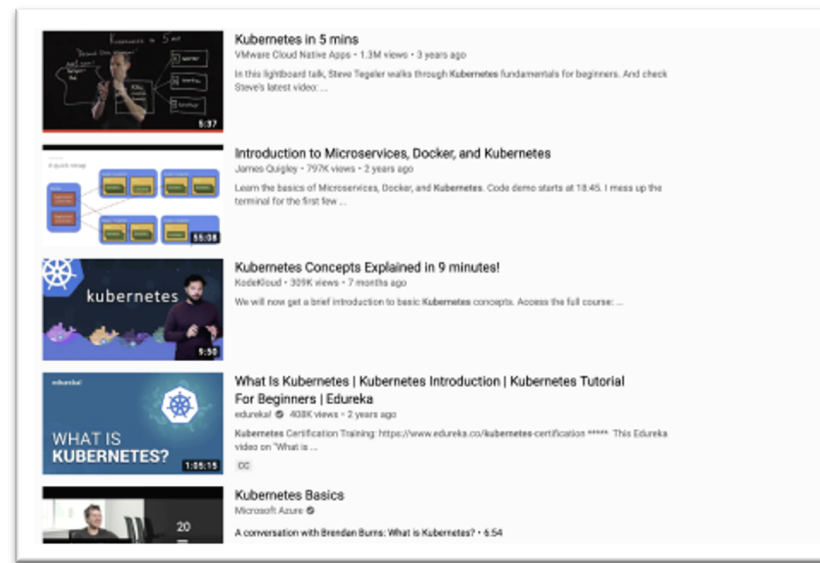 Kubernetes in 5 mins
VMware Cloud Native Apps • 1.3M views • 3 years ago
In this lightboard talk, Steve Tegeler walks through Kubernetes fundamentals for beginners. And check
Steve's latest video: ...
5:37
Introduction to Microservices, Docker, and Kubernetes
James Quigley • 797K views • 2 years ago
Learn the basics of Microservices, Docker, and Kubernetes. Code demo starts at 18:45. I mess up the
terminal for the first few ...
55:08
Kubernetes Concepts Explained in 9 minutes!
KodeKloud • 309K views • 7 months ago
We will now get a brief introduction to basic Kubernetes concepts. Access the full course: ...
kubernetes
9:50
What Is Kubernetes | Kubernetes Introduction | Kubernetes Tutorial
For Beginners | Edureka
edureka! 408K views • 2 years ago
Kubernetes Certification Training: https://www.edureka.co/kubernetes-certification ***** This Edureka
video on "What is ...
CC
edureka!
WHAT IS
KUBERNETES?
1:05:15
Kubernetes Basics
Microsoft Azure
A conversation with Brendan Burns: What is Kubernetes? • 6:54
20